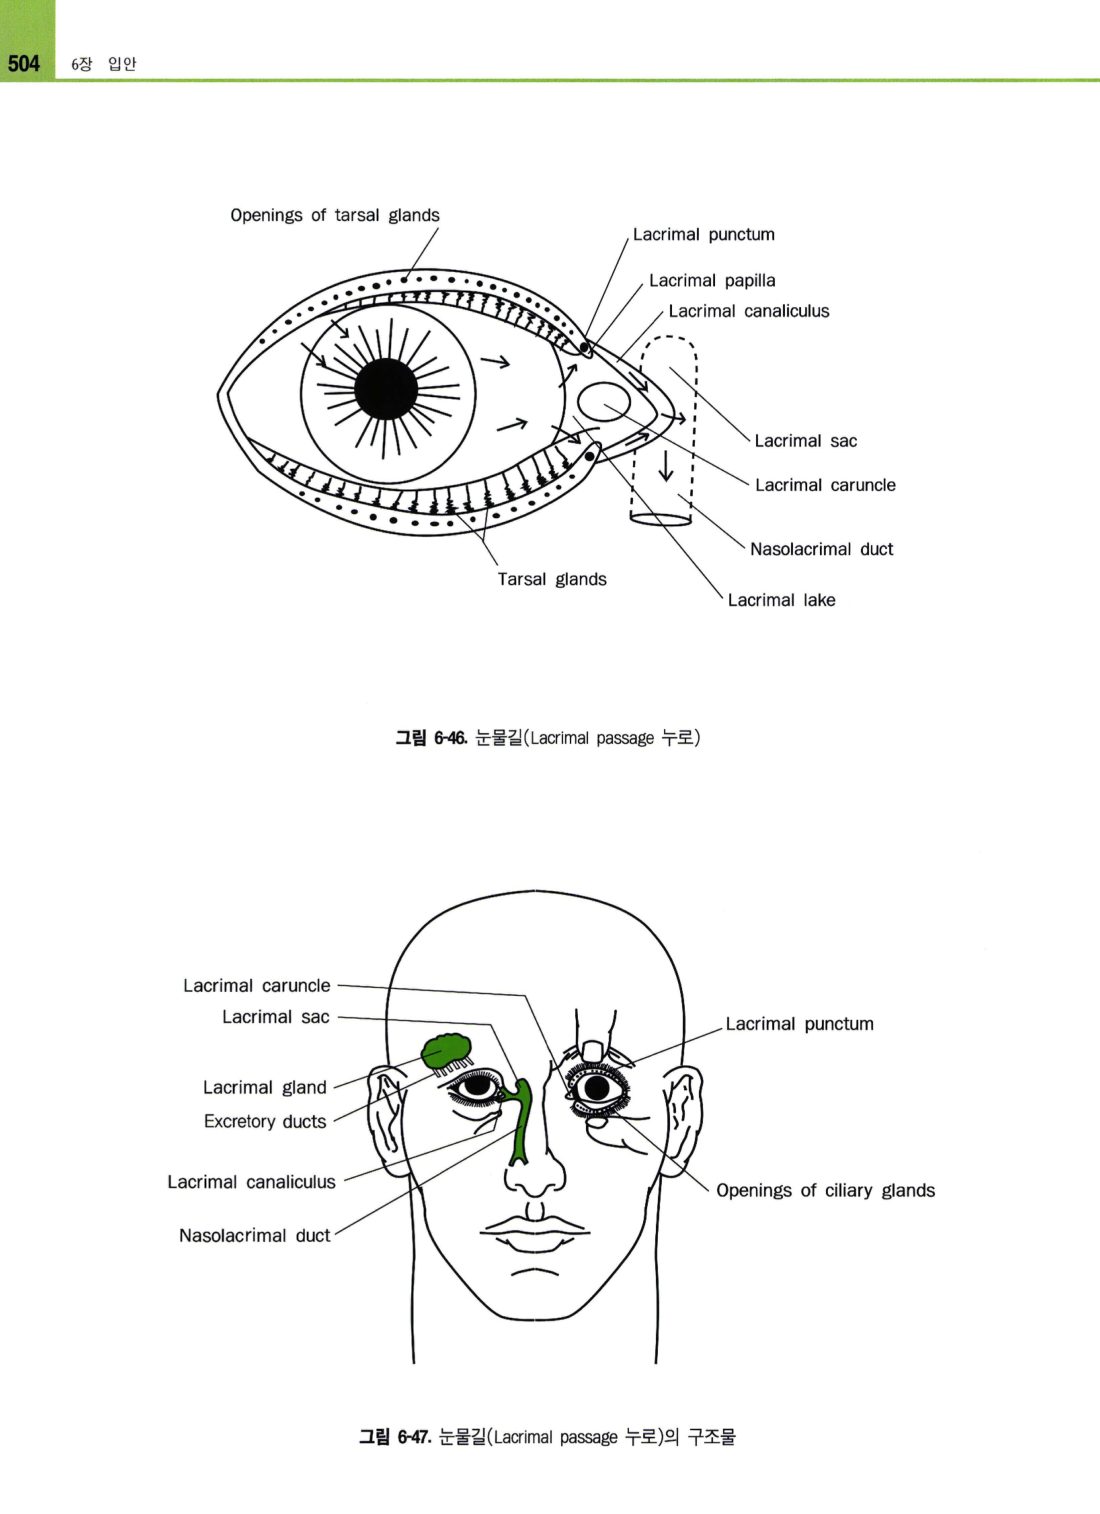 504 6장 입안
Openings of tarsal glands
Lacrimal punctum
Lacrimal papilla
Lacrimal canaliculus
Lacrimal sac
Lacrimal caruncle
Nasolacrimal duct
Tarsal glands
Lacrimal lake
그림 6-46. 눈물길(Lacrimal passage 누로)
Lacrimal caruncle
Lacrimal sac
Lacrimal punctum
Lacrimal gland
Excretory ducts
Lacrimal canaliculus
Openings of ciliary glands
Nasolacrimal duct
그림 6-47. 눈물길(Lacrimal passage 누로)의 구조물